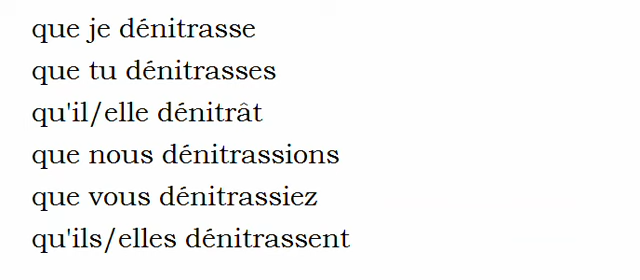 que je dénitrasse
que tu dénitrasses
qu'il/elle dénitrât
que nous dénitrassions
que vous dénitrassiez
qu'ils/elles dénitrassent